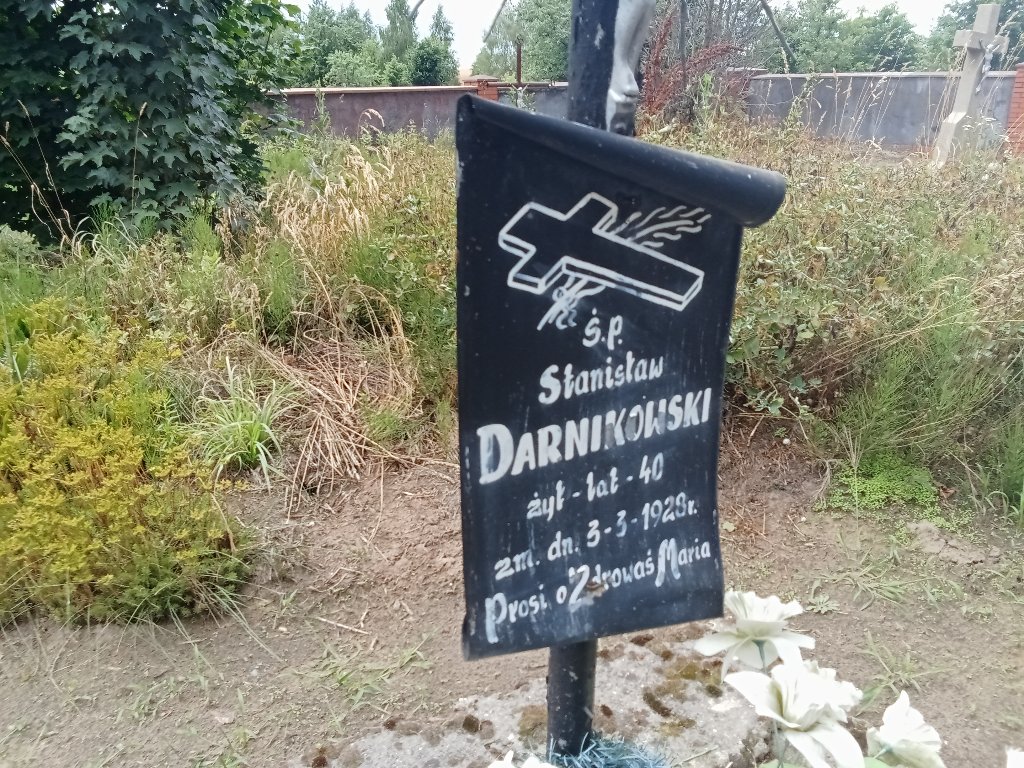 ś.p.
Stanisław
DARNIKOWSKI
żył - lat - 40
zm. dn. 3-3-1928r.
Prosi o Zdrowaś Maria